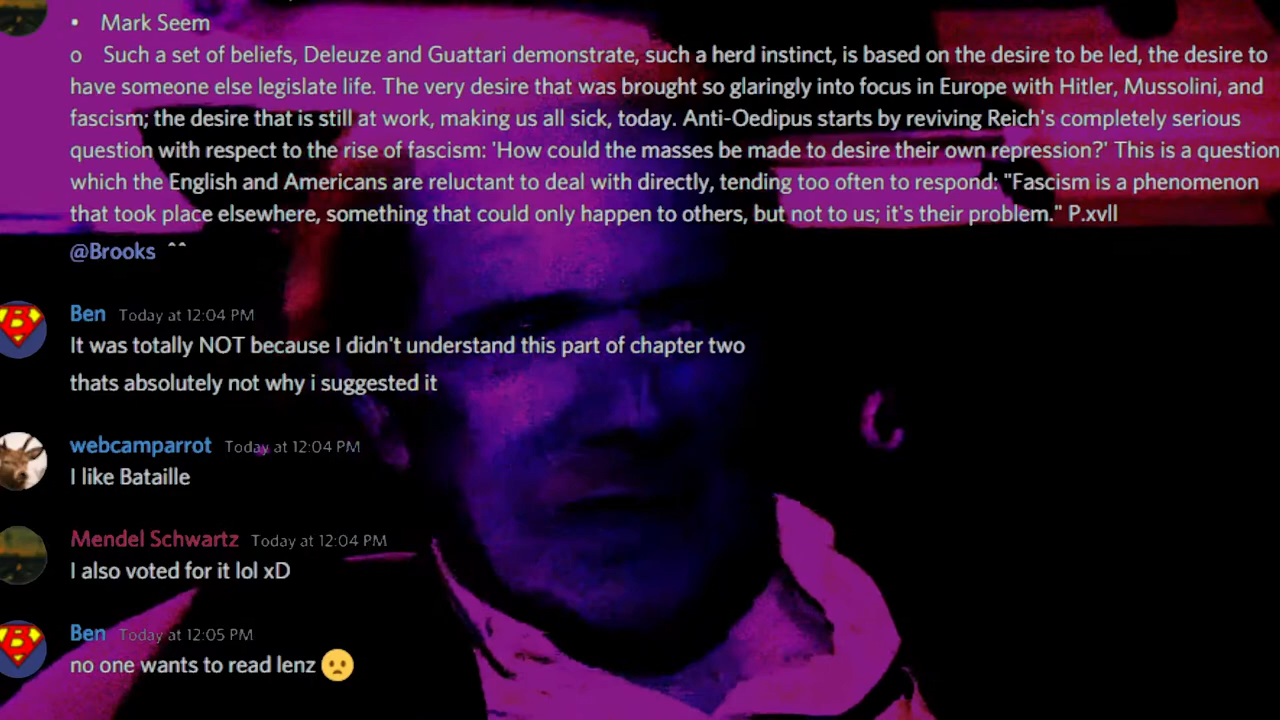 • Mark Seem
o Such a set of beliefs, Deleuze and Guattari demonstrate, such a herd instinct, is based on the desire to be led, the desire to
have someone else legislate life. The very desire that was brought so glaringly into focus in Europe with Hitler, Mussolini, and
fascism; the desire that is still at work, making us all sick, today. Anti-Oedipus starts by reviving Reich's completely serious
question with respect to the rise of fascism: 'How could the masses be made to desire their own repression?' This is a question
which the English and Americans are reluctant to deal with directly, tending too often to respond: "Fascism is a phenomenon
that took place elsewhere, something that could only happen to others, but not to us; it's their problem." P.xvll
@Brooks ^^
Ben Today at 12:04 PM
It was totally NOT because I didn't understand this part of chapter two
thats absolutely not why i suggested it
webcamparrot Today at 12:04 PM
I like Bataille
Mendel Schwartz Today at 12:04 PM
I also voted for it lol xD
Ben Today at 12:05 PM
no one wants to read lenz 🙁